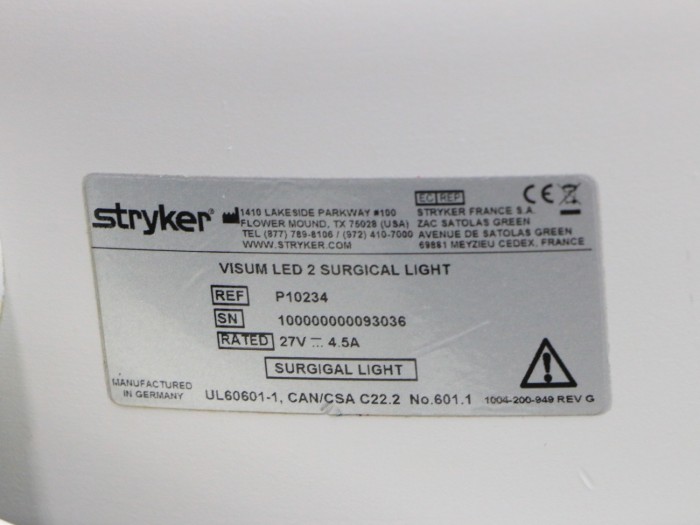 stryker®
1410 LAKESIDE PARKWAY #100
FLOWER MOUND, TX 75028 (USA)
TEL (877) 789-8106 / (972) 410-7000
WWW.STRYKER.COM
EC REP
STRYKER FRANCE S.A.
ZAC SATOLAS GREEN
AVENUE DE SATOLAS GREEN
69881 MEYZIEU CEDEX, FRANCE
CE
VISUM LED 2 SURGICAL LIGHT
REF P10234
SN 100000000093036
RATED 27V ⎓ 4.5A
SURGIGAL LIGHT
MANUFACTURED
IN GERMANY
UL60601-1, CAN/CSA C22.2 No.601.1
1004-200-949 REV G